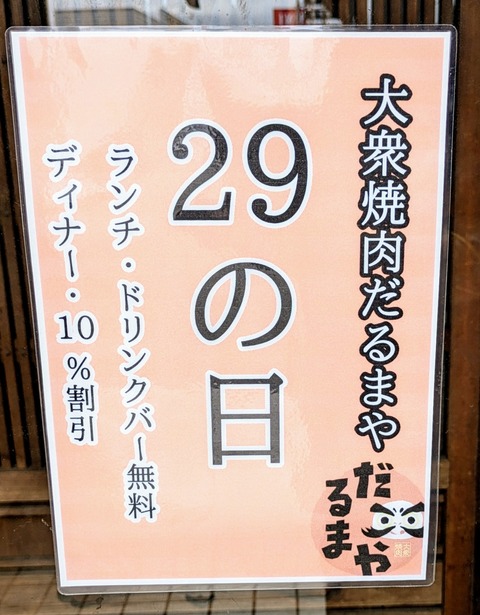 大衆焼肉だるまや
29の日
ランチ・ドリンクバー無料
ディナー・10％割引
だ
るまや